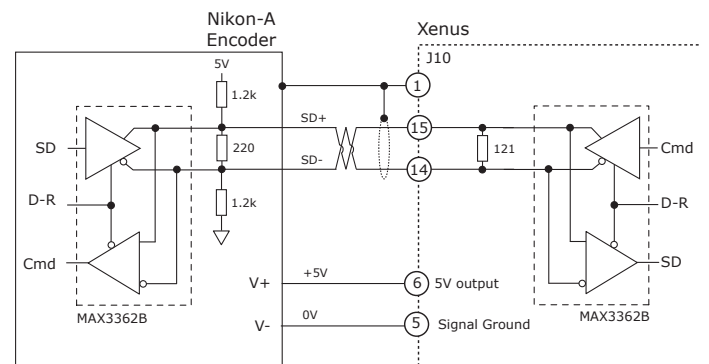 Nikon-A
Encoder
Xenus
J10
5V
1.2k
1
SD+
15
SD
220
121
Cmd
SD-
14
D-R
1.2k
D-R
Cmd
SD
V+
+5V
6
5V output
MAX3362B
MAX3362B
V-
0V
5
Signal Ground